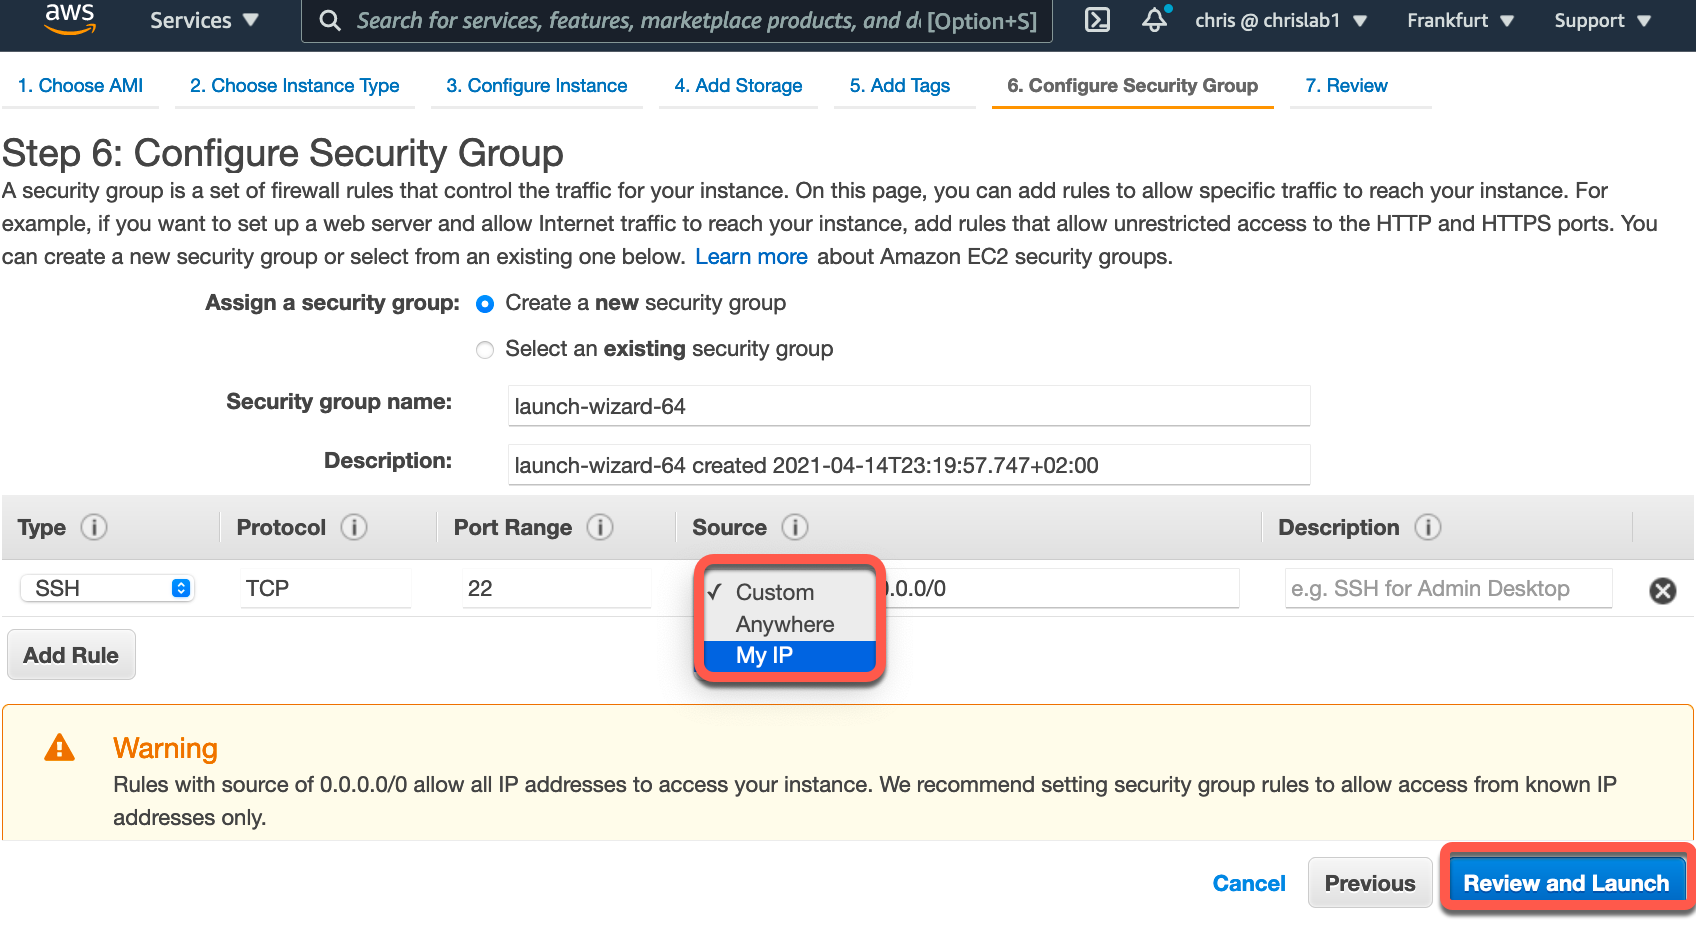 aws Services Search for services, features, marketplace products, and d [Option+S] chris @ chrislab1 Frankfurt Support
1. Choose AMI 2. Choose Instance Type 3. Configure Instance 4. Add Storage 5. Add Tags 6. Configure Security Group 7. Review
Step 6: Configure Security Group
A security group is a set of firewall rules that control the traffic for your instance. On this page, you can add rules to allow specific traffic to reach your instance. For
example, if you want to set up a web server and allow Internet traffic to reach your instance, add rules that allow unrestricted access to the HTTP and HTTPS ports. You
can create a new security group or select from an existing one below. Learn more about Amazon EC2 security groups.
Assign a security group: Create a new security group
Select an existing security group
Security group name: launch-wizard-64
Description: launch-wizard-64 created 2021-04-14T23:19:57.747+02:00
Type i Protocol i Port Range i Source i Description i
SSH TCP 22 ✓ Custom .0.0/0 e.g. SSH for Admin Desktop
Anywhere
My IP
Add Rule
Warning
Rules with source of 0.0.0.0/0 allow all IP addresses to access your instance. We recommend setting security group rules to allow access from known IP
addresses only.
Cancel Previous Review and Launch